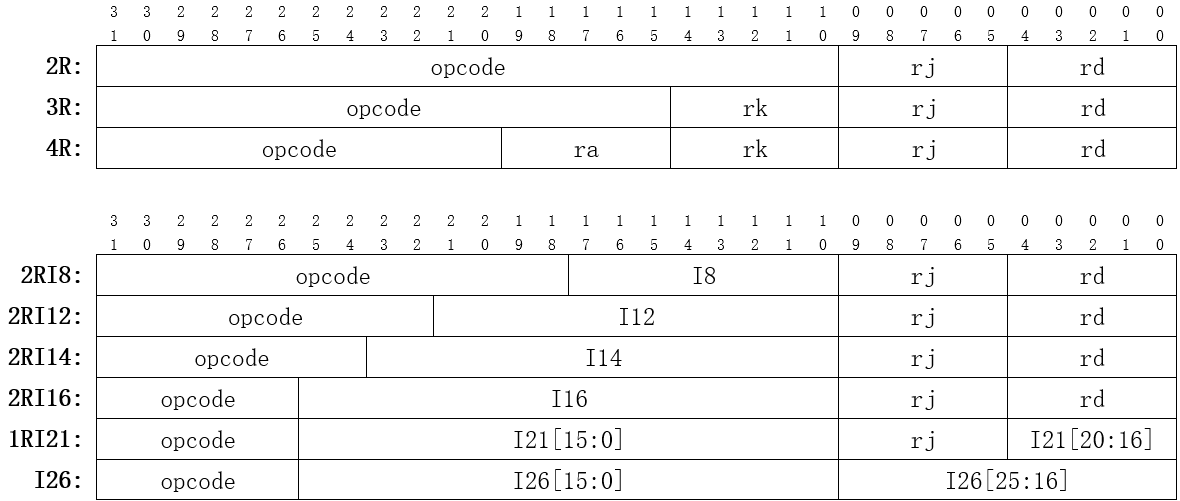 3 3 2 2 2 2 2 2 2 2 2 2 1 1 1 1 1 1 1 1 1 1 0 0 0 0 0 0 0 0 0 0
1 0 9 8 7 6 5 4 3 2 1 0 9 8 7 6 5 4 3 2 1 0 9 8 7 6 5 4 3 2 1 0
2R: opcode rj rd
3R: opcode rk rj rd
4R: opcode ra rk rj rd
3 3 2 2 2 2 2 2 2 2 2 2 1 1 1 1 1 1 1 1 1 1 0 0 0 0 0 0 0 0 0 0
1 0 9 8 7 6 5 4 3 2 1 0 9 8 7 6 5 4 3 2 1 0 9 8 7 6 5 4 3 2 1 0
2RI8: opcode I8 rj rd
2RI12: opcode I12 rj rd
2RI14: opcode I14 rj rd
2RI16: opcode I16 rj rd
1RI21: opcode I21[15:0] rj I21[20:16]
I26: opcode I26[15:0] I26[25:16]